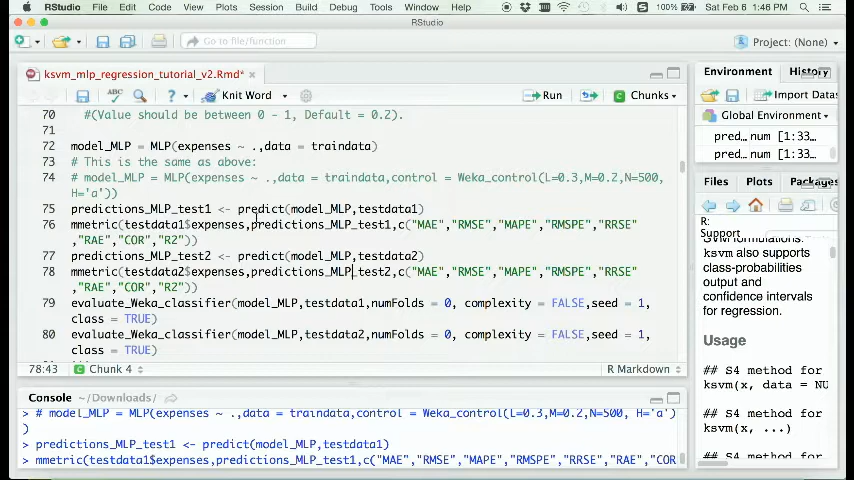 RStudio File Edit Code View Plots Session Build Debug Tools Window Help 100% Sat Feb 6 1:46 PM
RStudio
Go to file/function
Project: (None)
ksvm_mlp_regression_tutorial_v2.Rmd*
ABC
Knit Word
Run
Chunks
70 #(Value should be between 0 - 1, Default = 0.2).
71
72 model_MLP = MLP(expenses ~ .,data = traindata)
73 # This is the same as above:
74 # model_MLP = MLP(expenses ~ .,data = traindata,control = Weka_control(L=0.3,M=0.2,N=500,
H='a'))
75 predictions_MLP_test1 <- predict(model_MLP,testdata1)
76 mmetric(testdata1$expenses,predictions_MLP_test1,c("MAE","RMSE","MAPE","RMSPE","RRSE"
,"RAE","COR","R2"))
77 predictions_MLP_test2 <- predict(model_MLP,testdata2)
78 mmetric(testdata2$expenses,predictions_MLP_test2,c("MAE","RMSE","MAPE","RMSPE","RRSE"
,"RAE","COR","R2"))
79 evaluate_Weka_classifier(model_MLP,testdata1,numFolds = 0, complexity = FALSE,seed = 1,
class = TRUE)
80 evaluate_Weka_classifier(model_MLP,testdata2,numFolds = 0, complexity = FALSE,seed = 1,
class = TRUE)
78:43 Chunk 4 R Markdown
Console ~/Downloads/
> # model_MLP = MLP(expenses ~ .,data = traindata,control = Weka_control(L=0.3,M=0.2,N=500, H='a')
)
> predictions_MLP_test1 <- predict(model_MLP,testdata1)
> mmetric(testdata1$expenses,predictions_MLP_test1,c("MAE","RMSE","MAPE","RMSPE","RRSE","RAE","COR
Environment History
Import Data
Global Environment
pred… num [1:33…
pred… num [1:33…
Files Plots Packages
R:
Support
SVM formulations.
ksvm also supports
class-probabilities
output and
confidence intervals
for regression.
Usage
## S4 method for
ksvm(x, data = NU
## S4 method for
ksvm(x, ...)
## S4 method for